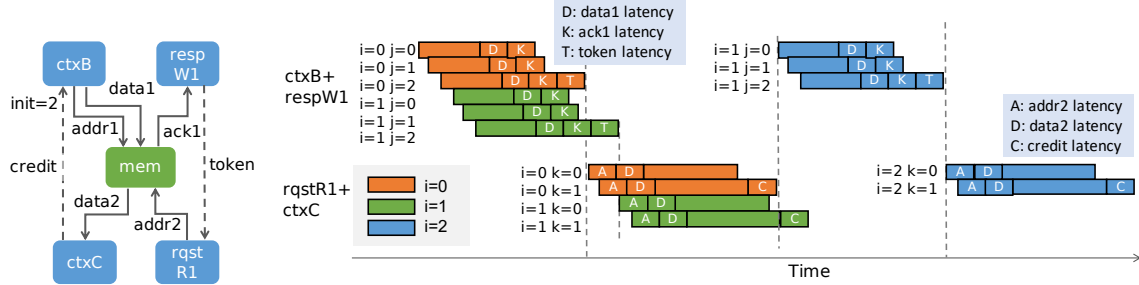 ctxB
resp
W1
init=2
data1
addr1
ack1
credit
token
mem
data2
addr2
ctxC
rqst
R1
D: data1 latency
K: ack1 latency
T: token latency
ctxB+
respW1
i=0 j=0
i=0 j=1
i=0 j=2
i=1 j=0
i=1 j=1
i=1 j=2
D K
D K
D K T
D K
D K
D K T
i=1 j=0
i=1 j=1
i=1 j=2
D K
D K
D K T
A: addr2 latency
D: data2 latency
C: credit latency
rqstR1+
ctxC
i=0 k=0
i=0 k=1
i=1 k=0
i=1 k=1
A D
A D C
A D
A D C
i=2 k=0
i=2 k=1
A D
A D C
i=0
i=1
i=2
Time